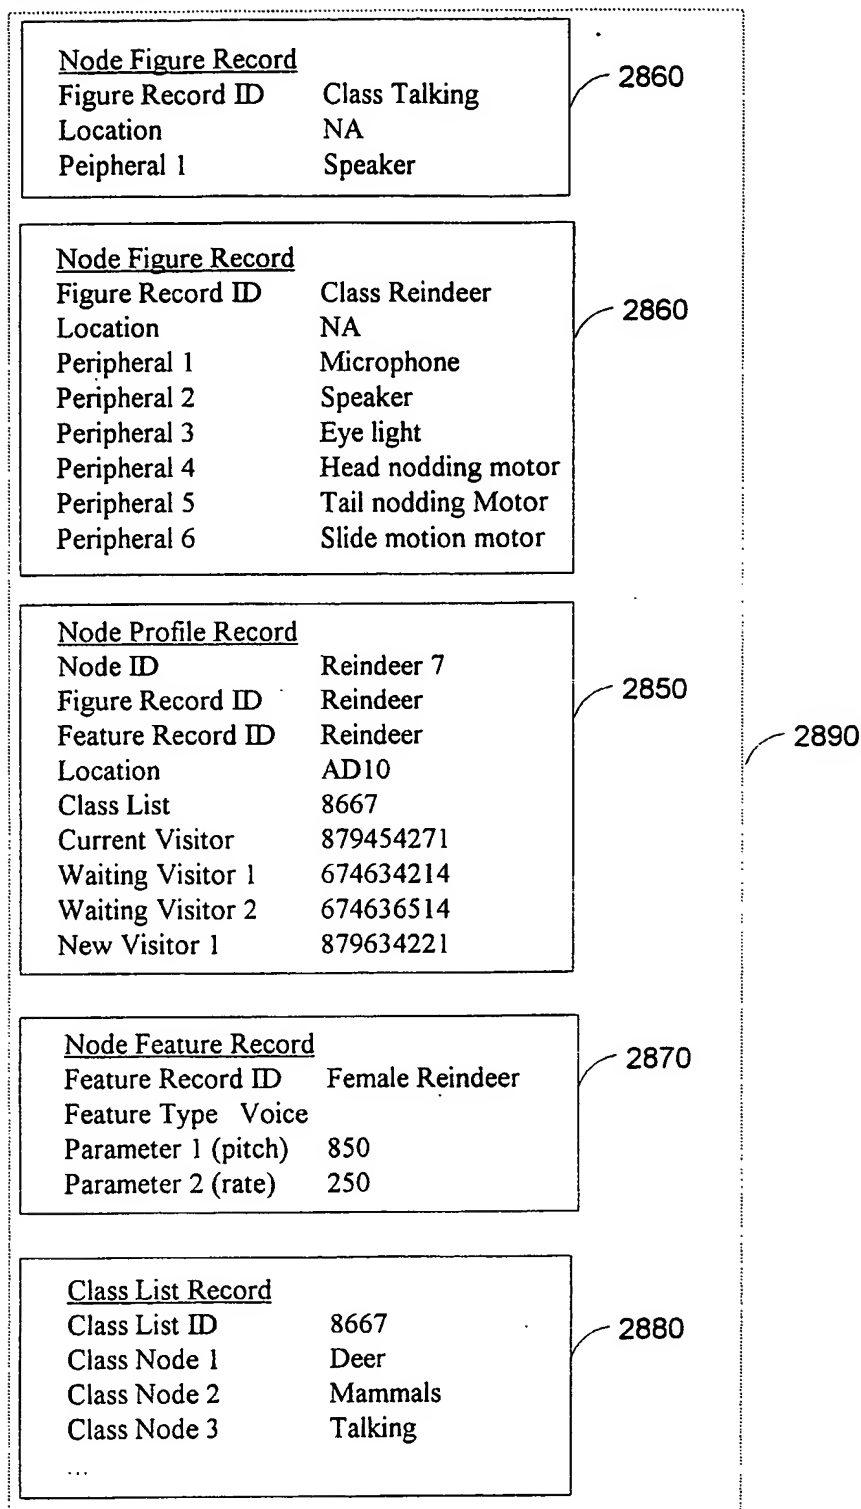 Node Figure Record
Figure Record ID Class Talking
Location NA
Peipheral 1 Speaker
2860
Node Figure Record
Figure Record ID Class Reindeer
Location NA
Peripheral 1 Microphone
Peripheral 2 Speaker
Peripheral 3 Eye light
Peripheral 4 Head nodding motor
Peripheral 5 Tail nodding Motor
Peripheral 6 Slide motion motor
2860
Node Profile Record
Node ID Reindeer 7
Figure Record ID Reindeer
Feature Record ID Reindeer
Location AD10
Class List 8667
Current Visitor 879454271
Waiting Visitor 1 674634214
Waiting Visitor 2 674636514
New Visitor 1 879634221
2850
2890
Node Feature Record
Feature Record ID Female Reindeer
Feature Type Voice
Parameter 1 (pitch) 850
Parameter 2 (rate) 250
2870
Class List Record
Class List ID 8667
Class Node 1 Deer
Class Node 2 Mammals
Class Node 3 Talking
...
2880